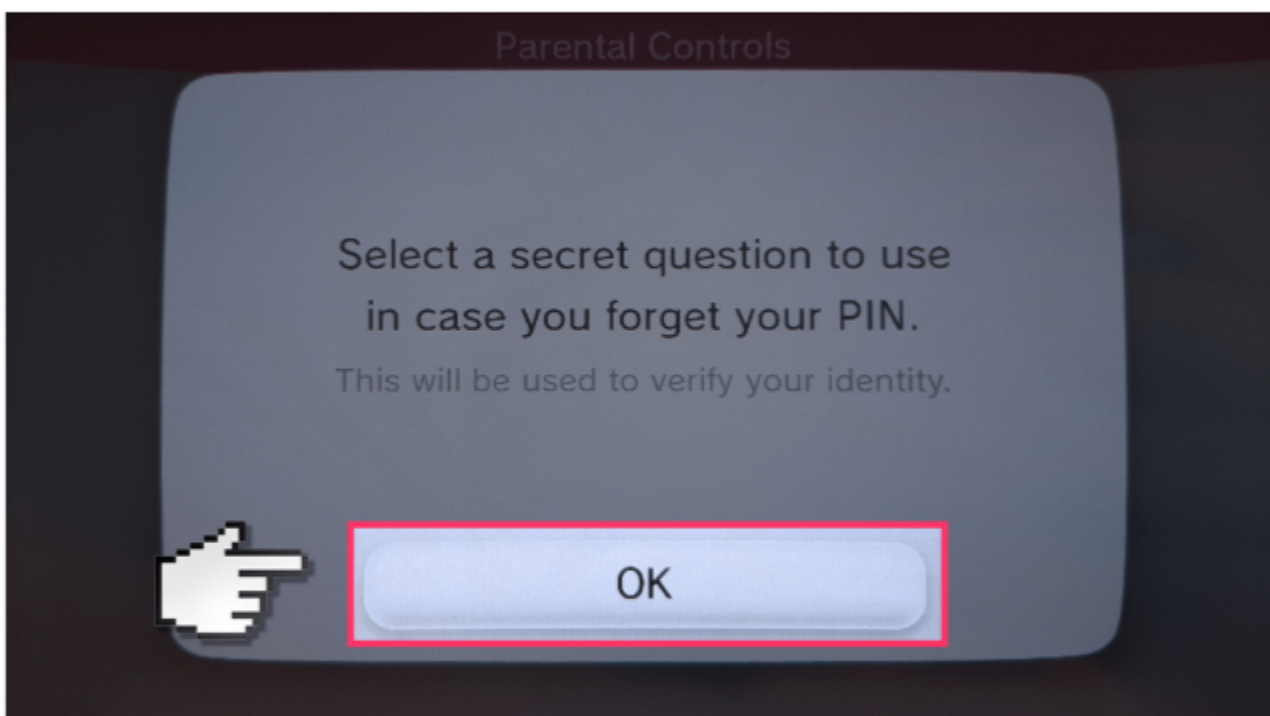 Parental Controls
Select a secret question to use
in case you forget your PIN.
This will be used to verify your identity.
OK